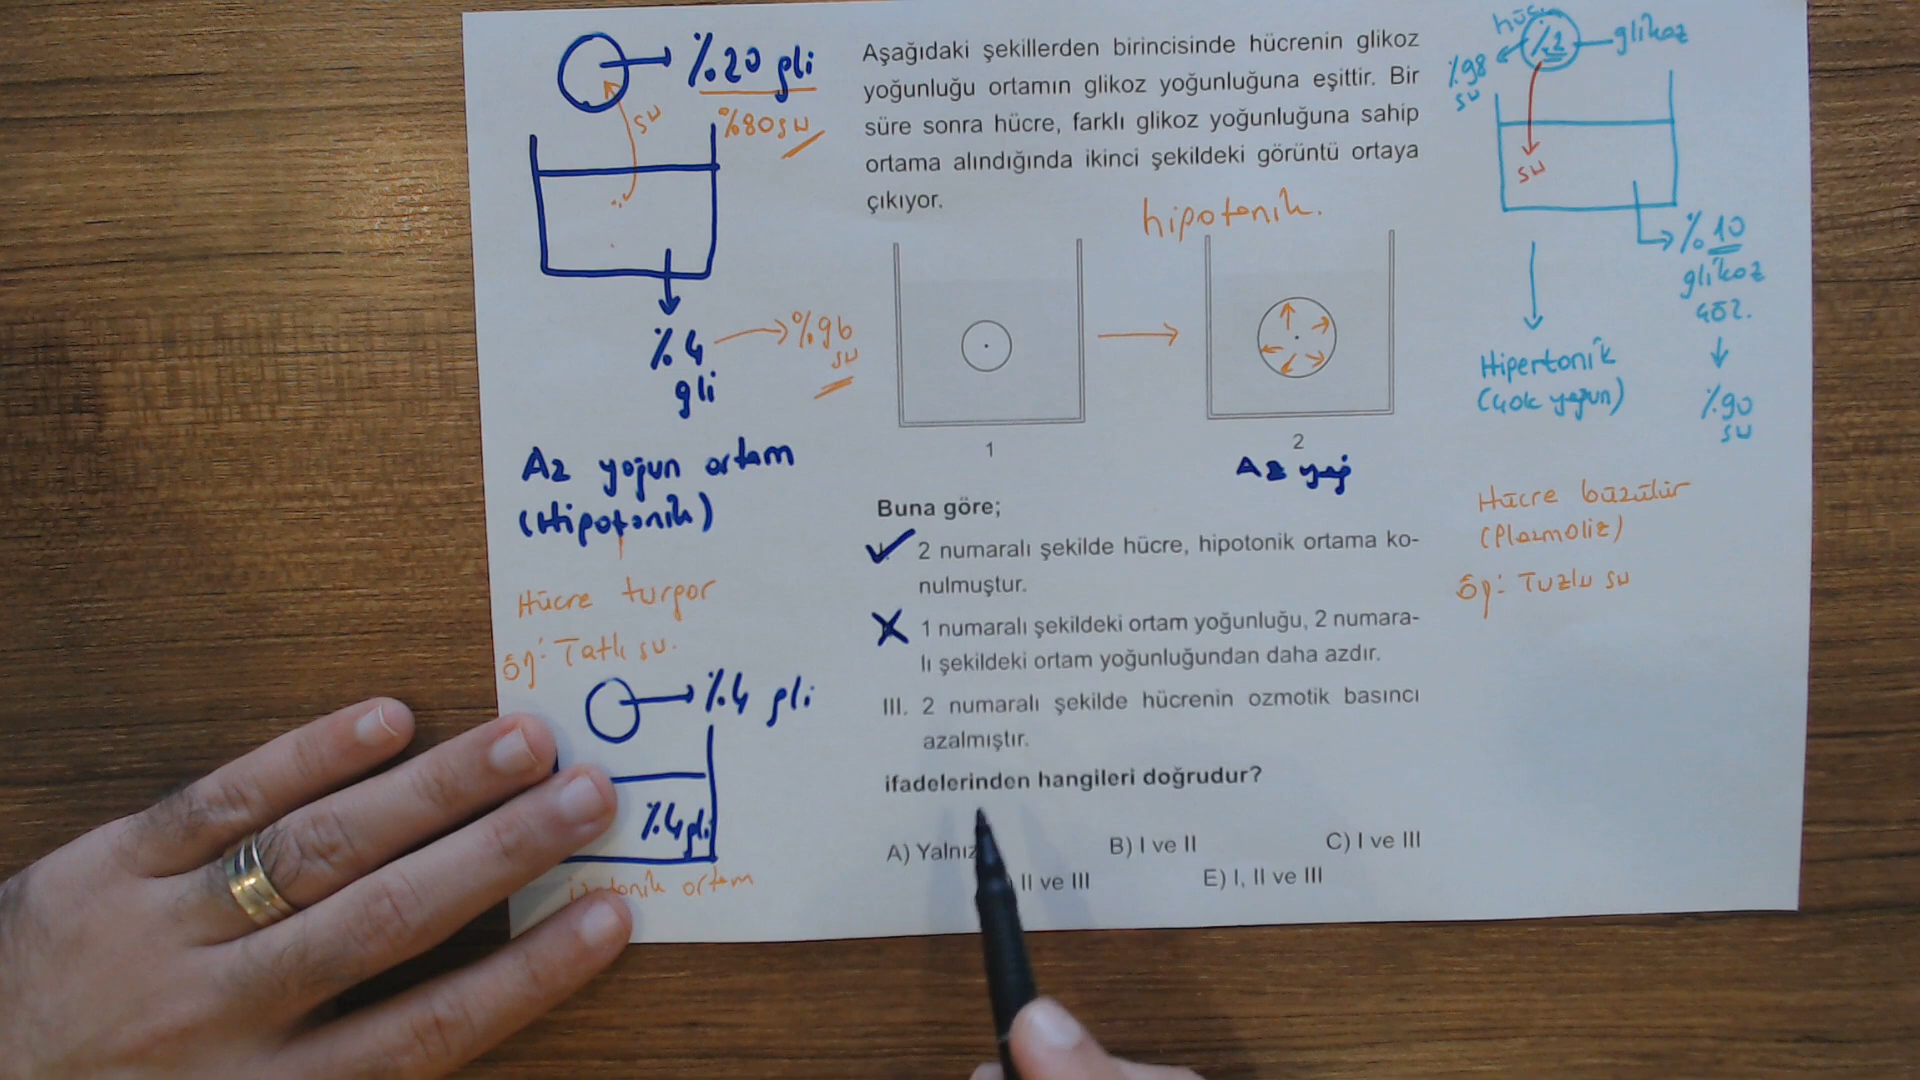 %20 gli
%80 su
su
%4
gli
%96
su
Az yoğun ortam
(Hipotonik)
Hücre turgor
Ög: Tatlı su.
%4 gli
%4 gli
ortam
Aşağıdaki şekillerden birincisinde hücrenin glikoz
yoğunluğu ortamın glikoz yoğunluğuna eşittir. Bir
süre sonra hücre, farklı glikoz yoğunluğuna sahip
ortama alındığında ikinci şekildeki görüntü ortaya
çıkıyor.
hipotonik.
1
2
Az yoğ
Buna göre;
2 numaralı şekilde hücre, hipotonik ortama ko-
nulmuştur.
1 numaralı şekildeki ortam yoğunluğu, 2 numara-
lı şekildeki ortam yoğunluğundan daha azdır.
III. 2 numaralı şekilde hücrenin ozmotik basıncı
azalmıştır.
ifadelerinden hangileri doğrudur?
A) Yalnız
B) I ve II
C) I ve III
II ve III
E) I, II ve III
%2
glikoz
%98
su
su
%10
glikoz
çöz.
%90
su
Hipertonik
(çok yoğun)
Hücre büzülür
(Plazmoliz)
Ög: Tuzlu su